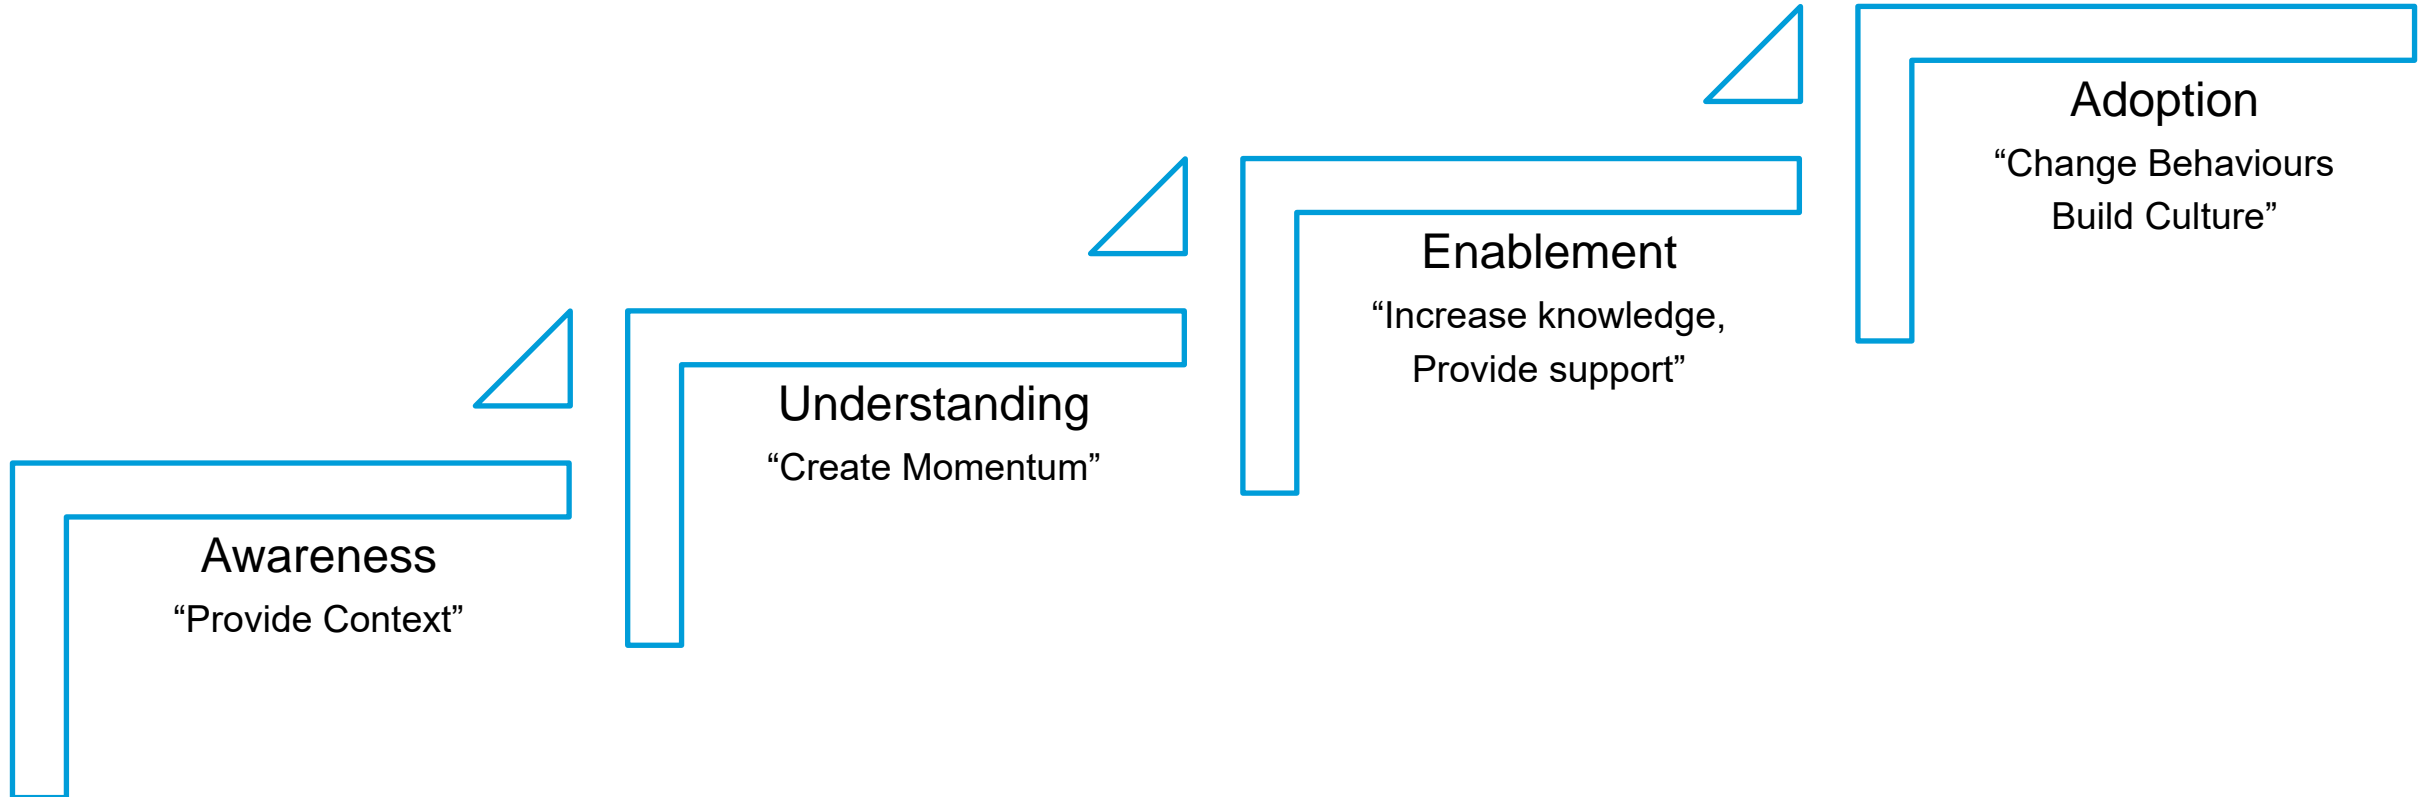 Awareness
“Provide Context”
Understanding
“Create Momentum”
Enablement
“Increase knowledge,
Provide support”
Adoption
“Change Behaviours
Build Culture”